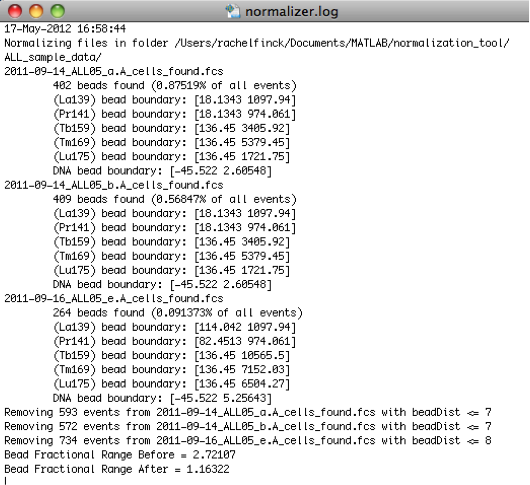 normalizer.log
17-May-2012 16:58:44
Normalizing files in folder /Users/rachelfinck/Documents/MATLAB/normalization_tool/
ALL_sample_data/
2011-09-14_ALL05_a.A_cells_found.fcs
402 beads found (0.87519% of all events)
(La139) bead boundary: [18.1343 1097.94]
(Pr141) bead boundary: [18.1343 974.061]
(Tb159) bead boundary: [136.45 3405.92]
(Tm169) bead boundary: [136.45 5379.45]
(Lu175) bead boundary: [136.45 1721.75]
DNA bead boundary: [-45.522 2.60548]
2011-09-14_ALL05_b.A_cells_found.fcs
409 beads found (0.56847% of all events)
(La139) bead boundary: [18.1343 1097.94]
(Pr141) bead boundary: [18.1343 974.061]
(Tb159) bead boundary: [136.45 3405.92]
(Tm169) bead boundary: [136.45 5379.45]
(Lu175) bead boundary: [136.45 1721.75]
DNA bead boundary: [-45.522 2.60548]
2011-09-16_ALL05_e.A_cells_found.fcs
264 beads found (0.091373% of all events)
(La139) bead boundary: [114.042 1097.94]
(Pr141) bead boundary: [82.4513 974.061]
(Tb159) bead boundary: [136.45 10565.5]
(Tm169) bead boundary: [136.45 7152.03]
(Lu175) bead boundary: [136.45 6504.27]
DNA bead boundary: [-45.522 5.25643]
Removing 593 events from 2011-09-14_ALL05_a.A_cells_found.fcs with beadDist <= 7
Removing 572 events from 2011-09-14_ALL05_b.A_cells_found.fcs with beadDist <= 7
Removing 734 events from 2011-09-16_ALL05_e.A_cells_found.fcs with beadDist <= 8
Bead Fractional Range Before = 2.72107
Bead Fractional Range After = 1.16322